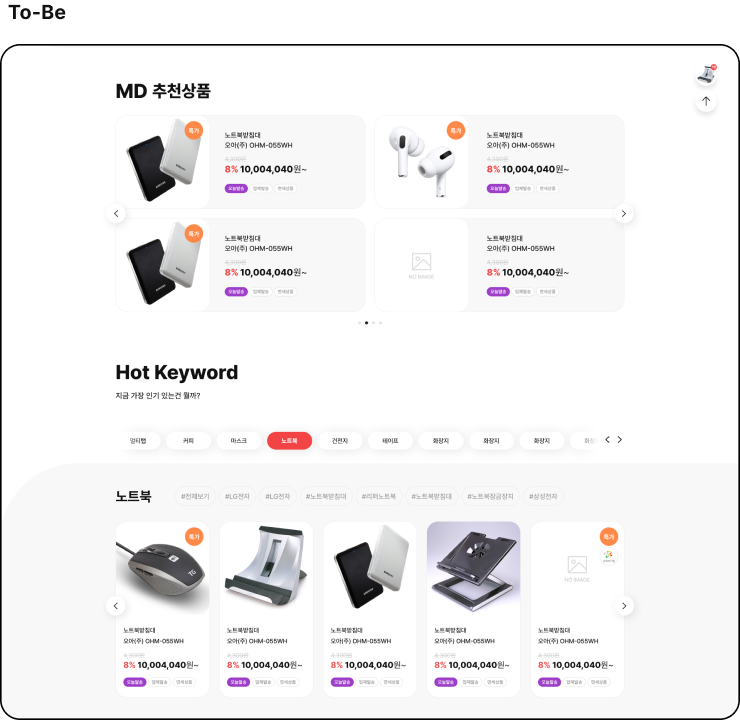 To-Be
MD 추천상품
특가
노트북받침대
오아(주) OHM-055WH
4,300원
8% 10,004,040원~
오늘발송 업체발송 면세상품
특가
노트북받침대
오아(주) OHM-055WH
4,300원
8% 10,004,040원~
오늘발송 업체발송 면세상품
특가
노트북받침대
오아(주) OHM-055WH
4,300원
8% 10,004,040원~
오늘발송 업체발송 면세상품
NO IMAGE
노트북받침대
오아(주) OHM-055WH
4,300원
8% 10,004,040원~
오늘발송 업체발송 면세상품
Hot Keyword
지금 가장 인기 있는건 뭘까?
멀티탭 커피 마스크 노트북 건전지 테이프 화장지 화장지 화장지 화장
노트북 #전체보기 #LG전자 #LG전자 #노트북받침대 #리퍼노트북 #노트북받침대 #노트북잠금장치 #삼성전자
특가
TG
노트북받침대
오아(주) OHM-055WH
4,300원
8% 10,004,040원~
오늘발송 업체발송 면세상품
노트북받침대
오아(주) OHM-055WH
4,300원
8% 10,004,040원~
오늘발송 업체발송 면세상품
노트북받침대
오아(주) OHM-055WH
4,300원
8% 10,004,040원~
오늘발송 업체발송 면세상품
노트북받침대
오아(주) OHM-055WH
4,300원
8% 10,004,040원~
오늘발송 업체발송 면세상품
특가
NO IMAGE
노트북받침대
오아(주) OHM-055WH
4,300원
8% 10,004,040원~
오늘발송 업체발송 면세상품